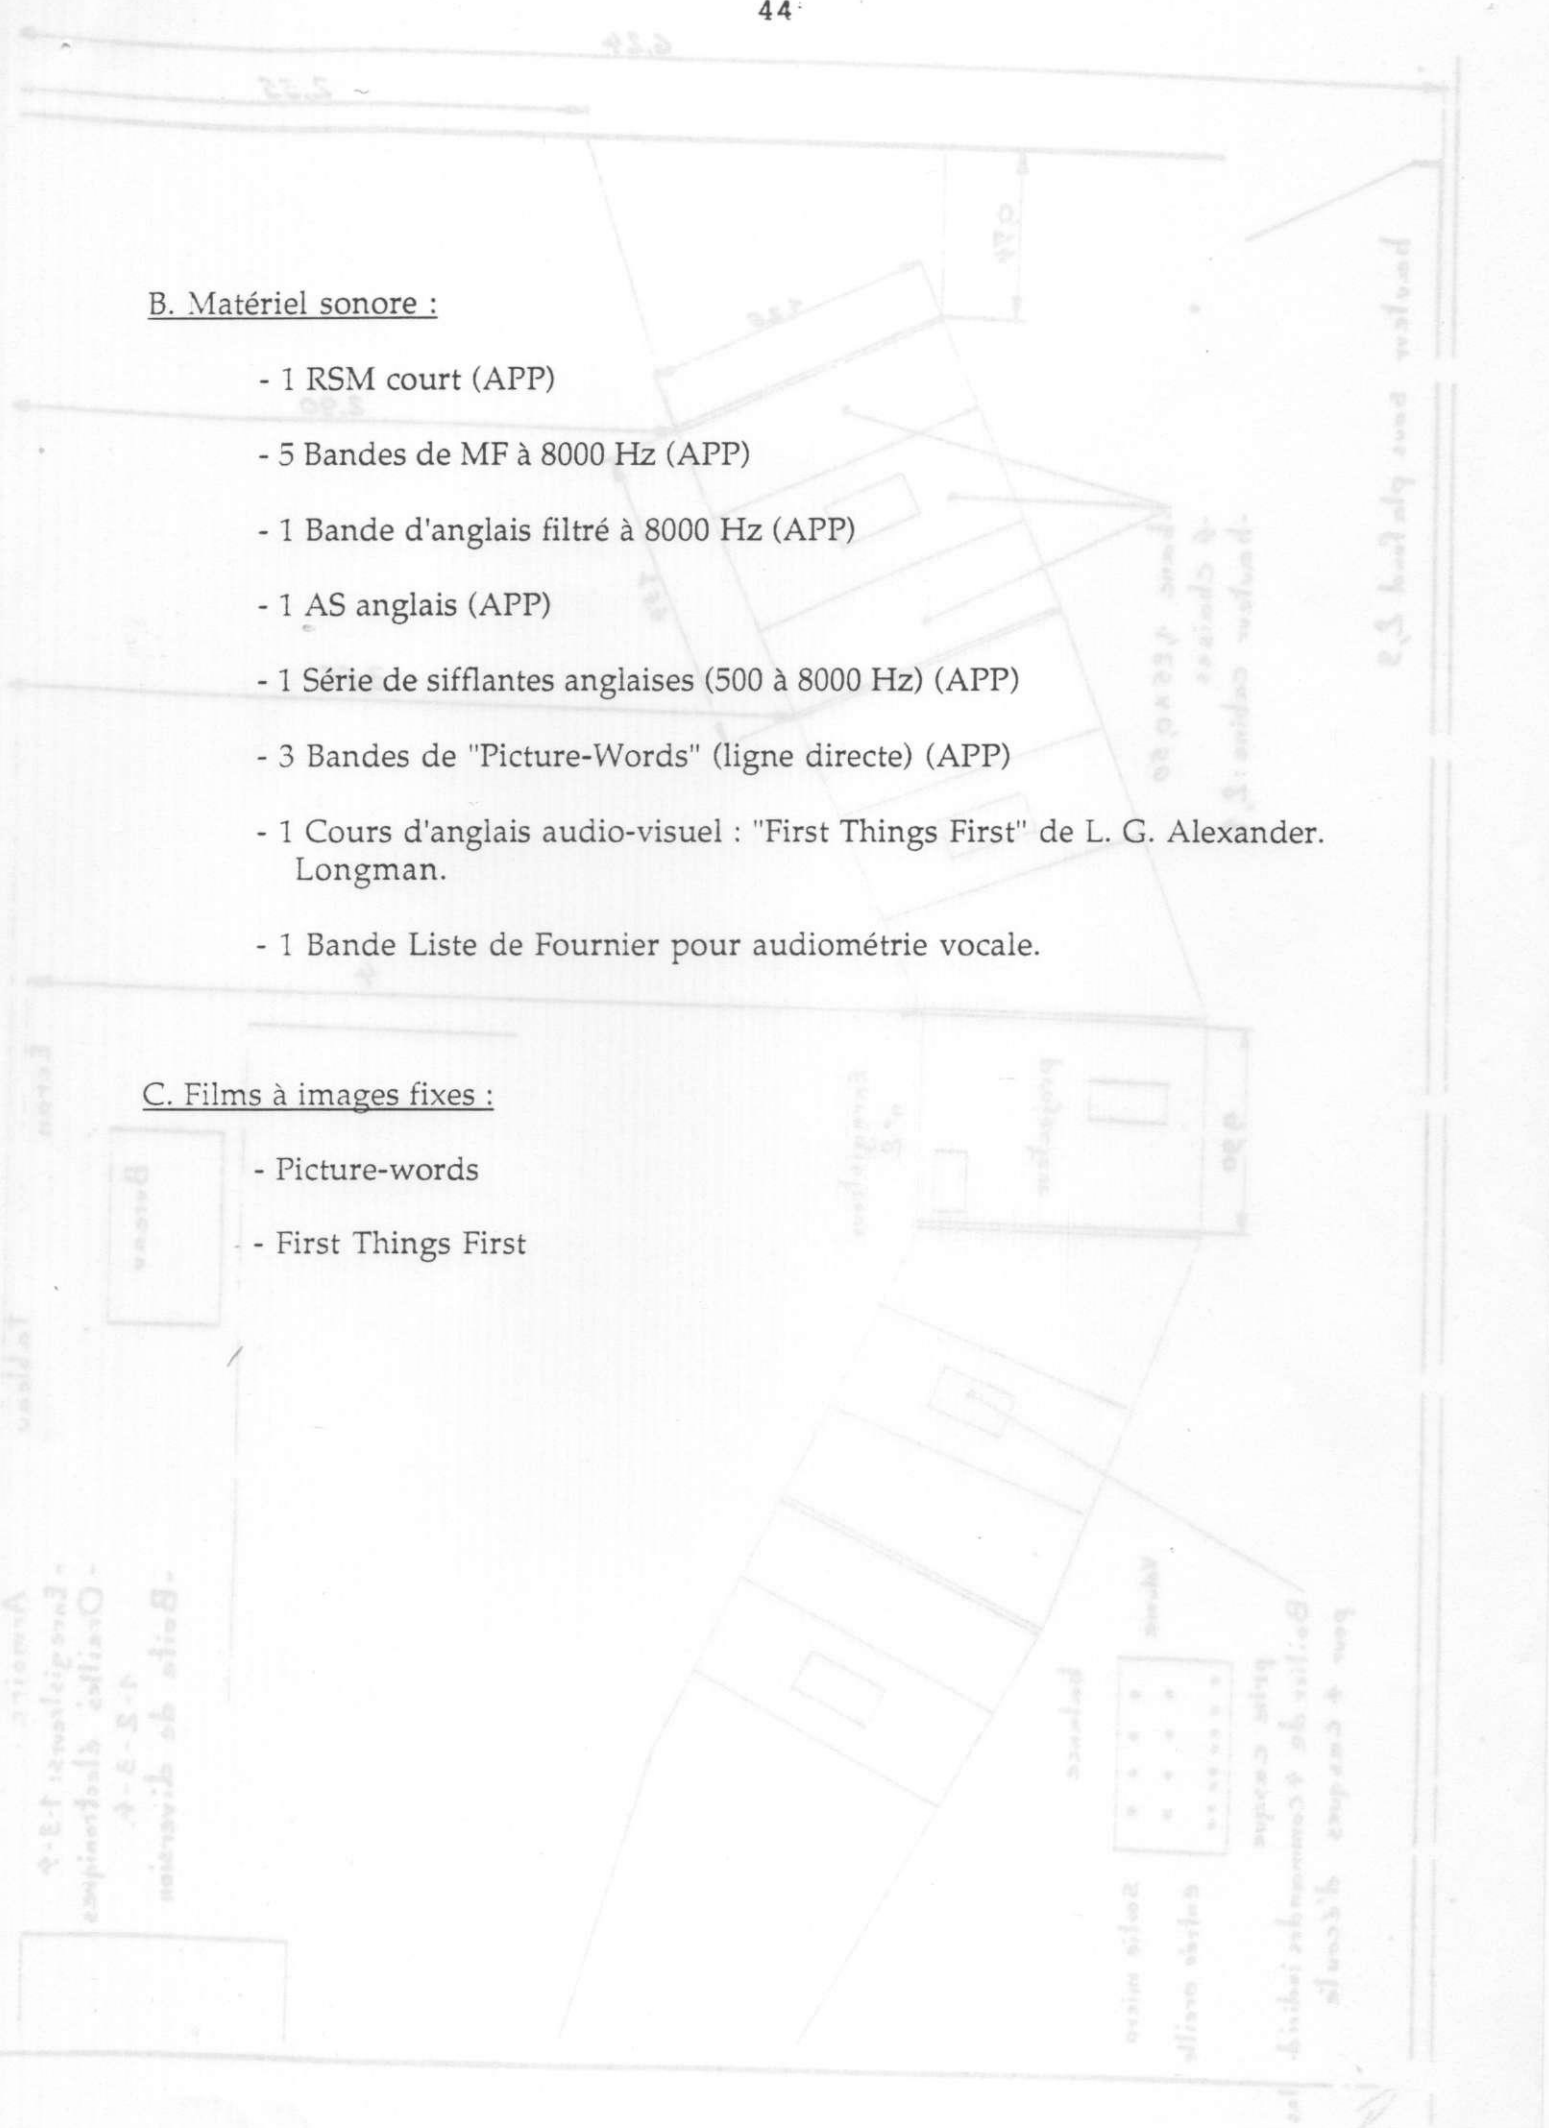 44
B. Matériel sonore :
- 1 RSM court (APP)
- 5 Bandes de MF à 8000 Hz (APP)
- 1 Bande d'anglais filtré à 8000 Hz (APP)
- 1 AS anglais (APP)
- 1 Série de sifflantes anglaises (500 à 8000 Hz) (APP)
- 3 Bandes de "Picture-Words" (ligne directe) (APP)
- 1 Cours d'anglais audio-visuel : "First Things First" de L. G. Alexander.
Longman.
- 1 Bande Liste de Fournier pour audiométrie vocale.
C. Films à images fixes :
- Picture-words
- First Things First